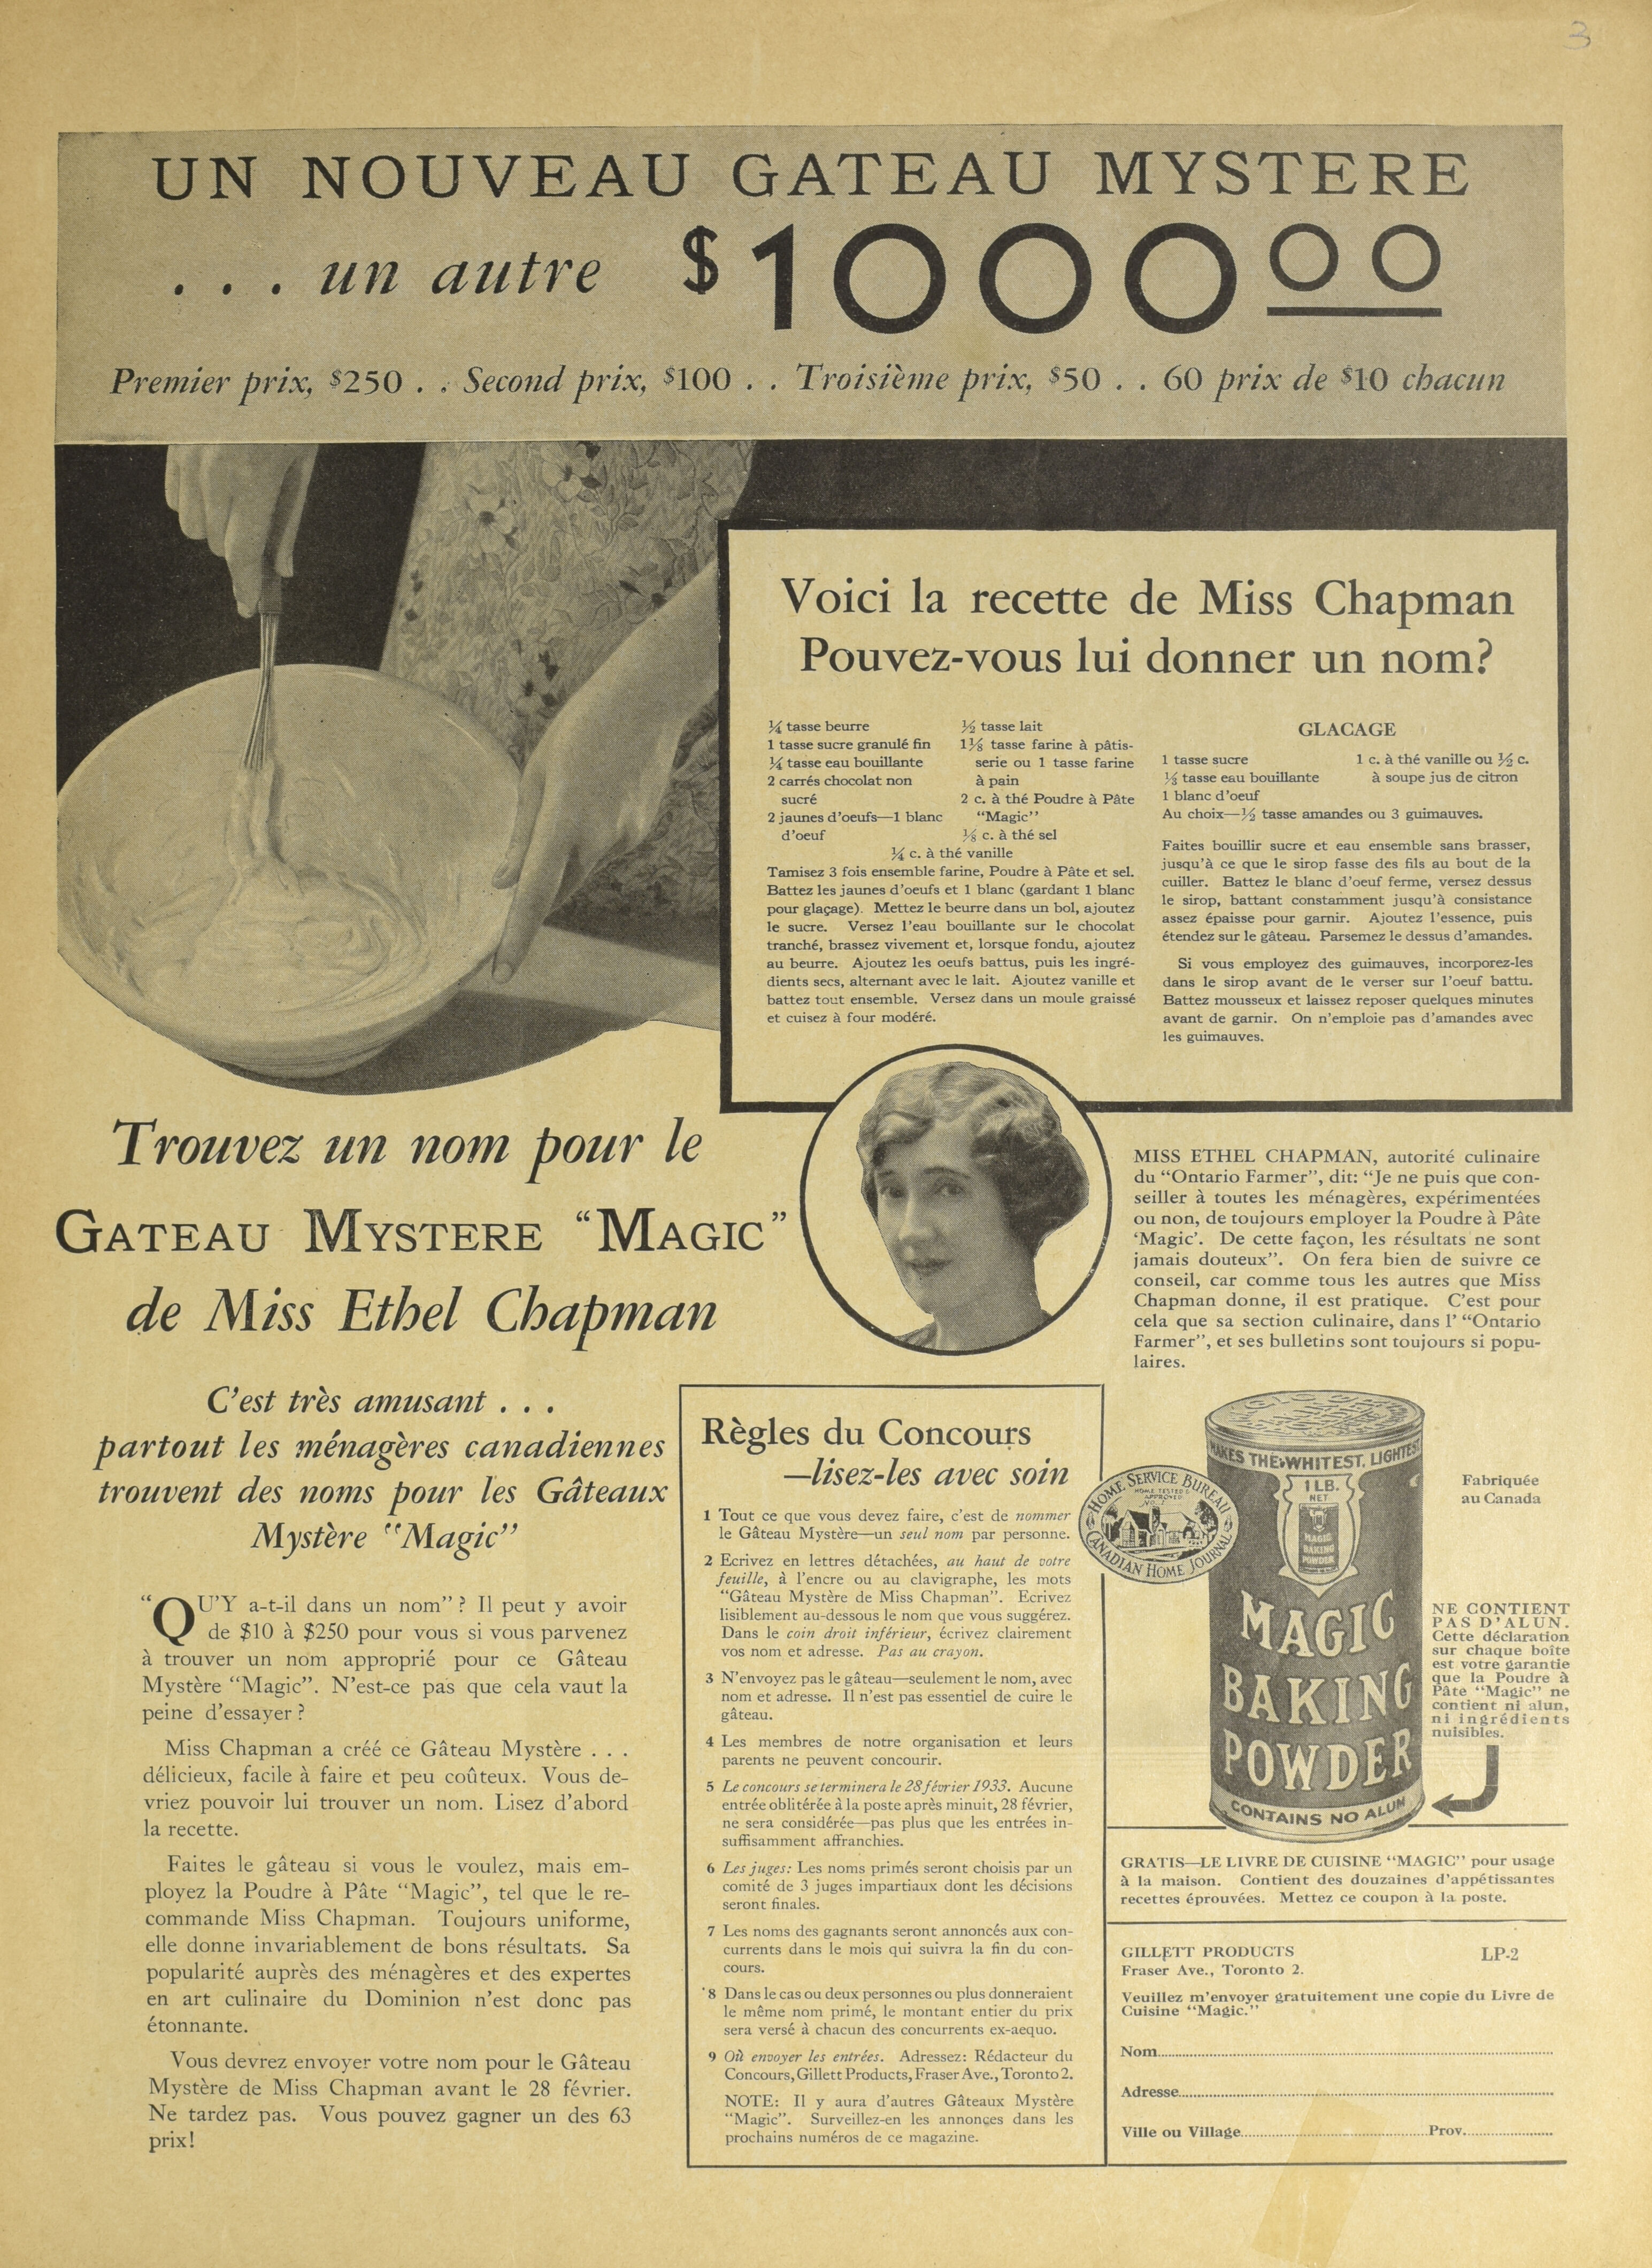 3
UN NOUVEAU GATEAU MYSTERE
. . . un autre $1000 00
Premier prix, $250 . . Second prix, $100 . . Troisième prix, $50 . . 60 prix de $10 chacun
Voici la recette de Miss Chapman
Pouvez-vous lui donner un nom?
¼ tasse beurre
1 tasse sucre granulé fin
¼ tasse eau bouillante
2 carrés chocolat non
sucré
2 jaunes d'oeufs—1 blanc
d'oeuf
½ tasse lait
1⅛ tasse farine à pâtis-
serie ou 1 tasse farine
à pain
2 c. à thé Poudre à Pâte
"Magic"
⅛ c. à thé sel
¼ c. à thé vanille
Tamisez 3 fois ensemble farine, Poudre à Pâte et sel.
Battez les jaunes d'oeufs et 1 blanc (gardant 1 blanc
pour glaçage). Mettez le beurre dans un bol, ajoutez
le sucre. Versez l'eau bouillante sur le chocolat
tranché, brassez vivement et, lorsque fondu, ajoutez
au beurre. Ajoutez les oeufs battus, puis les ingré-
dients secs, alternant avec le lait. Ajoutez vanille et
battez tout ensemble. Versez dans un moule graissé
et cuisez à four modéré.
GLACAGE
1 tasse sucre
⅓ tasse eau bouillante
1 blanc d'oeuf
1 c. à thé vanille ou ½ c.
à soupe jus de citron
Au choix—½ tasse amandes ou 3 guimauves.
Faites bouillir sucre et eau ensemble sans brasser,
jusqu'à ce que le sirop fasse des fils au bout de la
cuiller. Battez le blanc d'oeuf ferme, versez dessus
le sirop, battant constamment jusqu'à consistance
assez épaisse pour garnir. Ajoutez l'essence, puis
étendez sur le gâteau. Parsemez le dessus d'amandes.
Si vous employez des guimauves, incorporez-les
dans le sirop avant de le verser sur l'oeuf battu.
Battez mousseux et laissez reposer quelques minutes
avant de garnir. On n'emploie pas d'amandes avec
les guimauves.
Trouvez un nom pour le
GATEAU MYSTERE "MAGIC"
de Miss Ethel Chapman
MISS ETHEL CHAPMAN, autorité culinaire
du "Ontario Farmer", dit: "Je ne puis que con-
seiller à toutes les ménagères, expérimentées
ou non, de toujours employer la Poudre à Pâte
'Magic'. De cette façon, les résultats ne sont
jamais douteux". On fera bien de suivre ce
conseil, car comme tous les autres que Miss
Chapman donne, il est pratique. C'est pour
cela que sa section culinaire, dans l' "Ontario
Farmer", et ses bulletins sont toujours si popu-
laires.
C'est très amusant . . .
partout les ménagères canadiennes
trouvent des noms pour les Gâteaux
Mystère "Magic"
"QU'Y a-t-il dans un nom"? Il peut y avoir
de $10 à $250 pour vous si vous parvenez
à trouver un nom approprié pour ce Gâteau
Mystère "Magic". N'est-ce pas que cela vaut la
peine d'essayer?
Miss Chapman a créé ce Gâteau Mystère . . .
délicieux, facile à faire et peu coûteux. Vous de-
vriez pouvoir lui trouver un nom. Lisez d'abord
la recette.
Faites le gâteau si vous le voulez, mais em-
ployez la Poudre à Pâte "Magic", tel que le re-
commande Miss Chapman. Toujours uniforme,
elle donne invariablement de bons résultats. Sa
popularité auprès des ménagères et des expertes
en art culinaire du Dominion n'est donc pas
étonnante.
Vous devrez envoyer votre nom pour le Gâteau
Mystère de Miss Chapman avant le 28 février.
Ne tardez pas. Vous pouvez gagner un des 63
prix!
Règles du Concours
—lisez-les avec soin
1 Tout ce que vous devez faire, c'est de nommer
le Gâteau Mystère—un seul nom par personne.
2 Ecrivez en lettres détachées, au haut de votre
feuille, à l'encre ou au clavigraphe, les mots
"Gâteau Mystère de Miss Chapman". Ecrivez
lisiblement au-dessous le nom que vous suggérez.
Dans le coin droit inférieur, écrivez clairement
vos nom et adresse. Pas au crayon.
3 N'envoyez pas le gâteau—seulement le nom, avec
nom et adresse. Il n'est pas essentiel de cuire le
gâteau.
4 Les membres de notre organisation et leurs
parents ne peuvent concourir.
5 Le concours se terminera le 28 février 1933. Aucune
entrée oblitérée à la poste après minuit, 28 février,
ne sera considérée—pas plus que les entrées in-
suffisamment affranchies.
6 Les juges: Les noms primés seront choisis par un
comité de 3 juges impartiaux dont les décisions
seront finales.
7 Les noms des gagnants seront annoncés aux con-
currents dans le mois qui suivra la fin du con-
cours.
8 Dans le cas ou deux personnes ou plus donneraient
le même nom primé, le montant entier du prix
sera versé à chacun des concurrents ex-aequo.
9 Où envoyer les entrées. Adressez: Rédacteur du
Concours, Gillett Products, Fraser Ave., Toronto 2.
NOTE: Il y aura d'autres Gâteaux Mystère
"Magic". Surveillez-en les annonces dans les
prochains numéros de ce magazine.
HOME SERVICE BUREAU
HOME TESTED &
APPROVED
CANADIAN HOME JOURNAL
MAKES THE WHITEST, LIGHTEST
1 LB.
NET
MAGIC
BAKING
POWDER
MAGIC
BAKING
POWDER
CONTAINS NO ALUM
Fabriquée
au Canada
NE CONTIENT
PAS D'ALUN.
Cette déclaration
sur chaque boîte
est votre garantie
que la Poudre à
Pâte "Magic" ne
contient ni alun,
ni ingrédients
nuisibles.
GRATIS—LE LIVRE DE CUISINE "MAGIC" pour usage
à la maison. Contient des douzaines d'appétissantes
recettes éprouvées. Mettez ce coupon à la poste.
GILLETT PRODUCTS LP-2
Fraser Ave., Toronto 2.
Veuillez m'envoyer gratuitement une copie du Livre de
Cuisine "Magic."
Nom
Adresse
Ville ou Village Prov.